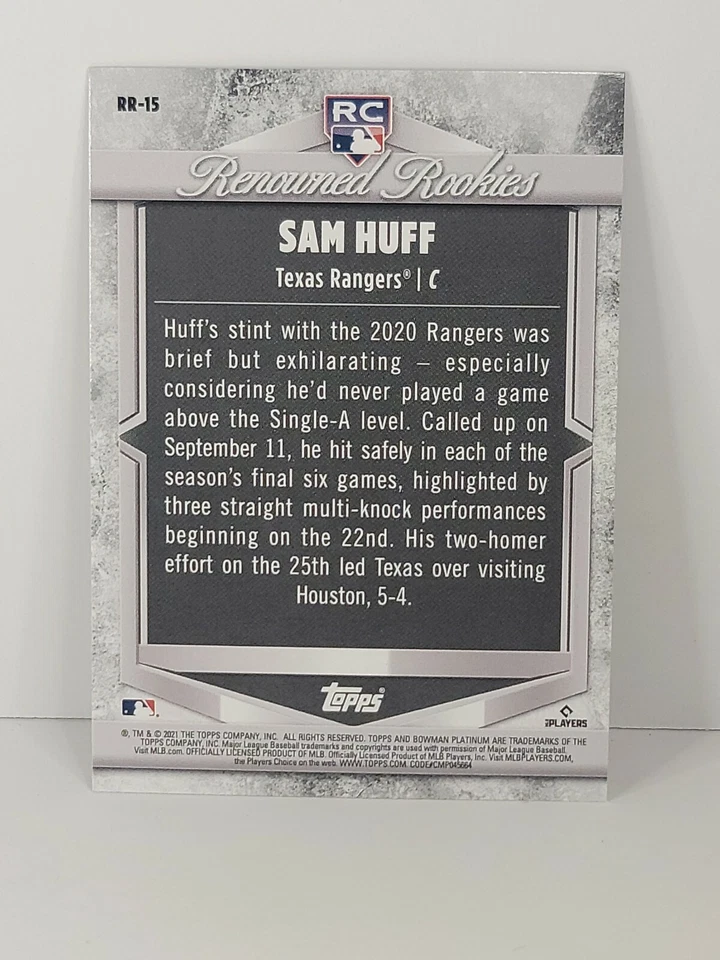 RR-15
RC
Renowned Rookies
SAM HUFF
Texas Rangers® | C
Huff's stint with the 2020 Rangers was
brief but exhilarating – especially
considering he'd never played a game
above the Single-A level. Called up on
September 11, he hit safely in each of the
season's final six games, highlighted by
three straight multi-knock performances
beginning on the 22nd. His two-homer
effort on the 25th led Texas over visiting
Houston, 5-4.
topps®
PLAYERS
®, TM & © 2021 THE TOPPS COMPANY, INC. ALL RIGHTS RESERVED. TOPPS AND BOWMAN PLATINUM ARE TRADEMARKS OF THE
TOPPS COMPANY, INC. Major League Baseball trademarks and copyrights are used with permission of Major League Baseball.
Visit MLB.com. OFFICIALLY LICENSED PRODUCT OF MLB. Officially Licensed Product of MLB Players, Inc. Visit MLBPLAYERS.COM,
the Players Choice on the web. WWW.TOPPS.COM. CODE#CMP045664